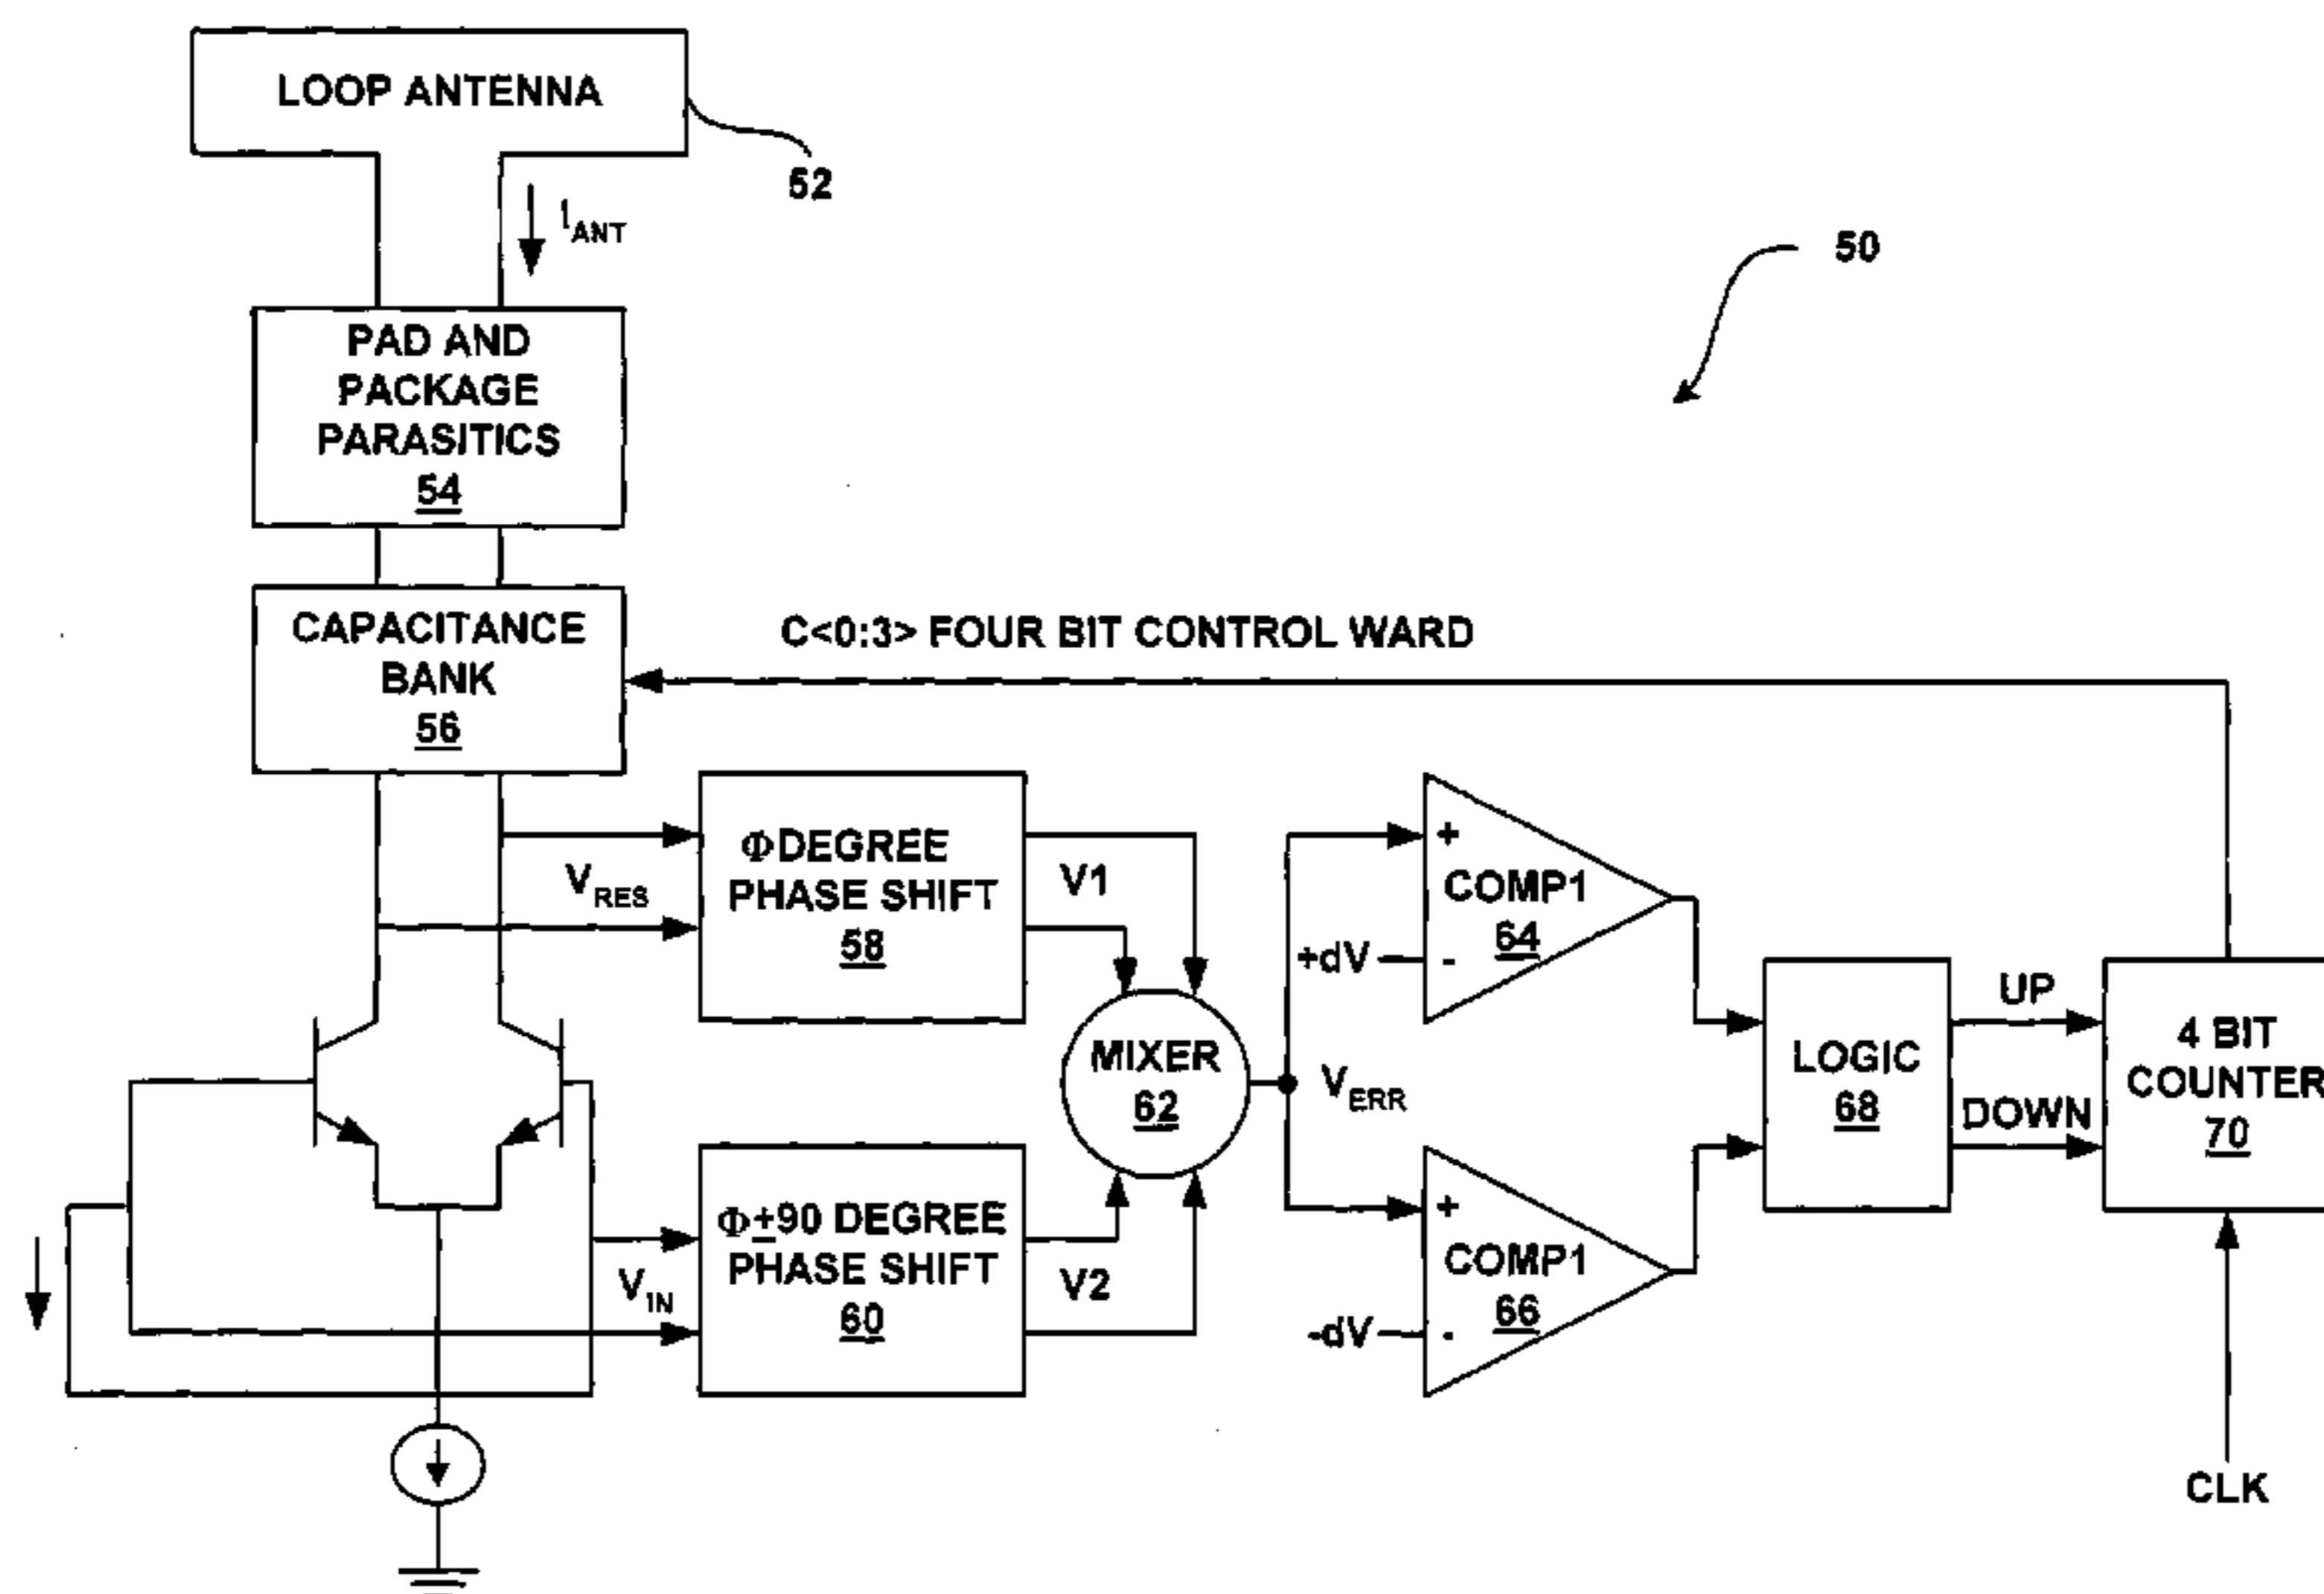 LOOP ANTENNA
52
I ANT
50
PAD AND
PACKAGE
PARASITICS
54
CAPACITANCE
BANK
56
C<0:3> FOUR BIT CONTROL WARD
ΦDEGREE
PHASE SHIFT
58
V RES
V1
+
COMP1
64
+dV
-
MIXER
62
V ERR
LOGIC
68
UP
DOWN
4 BIT
COUNTER
70
Φ±90 DEGREE
PHASE SHIFT
60
V IN
V2
+
COMP1
66
-dV
-
CLK